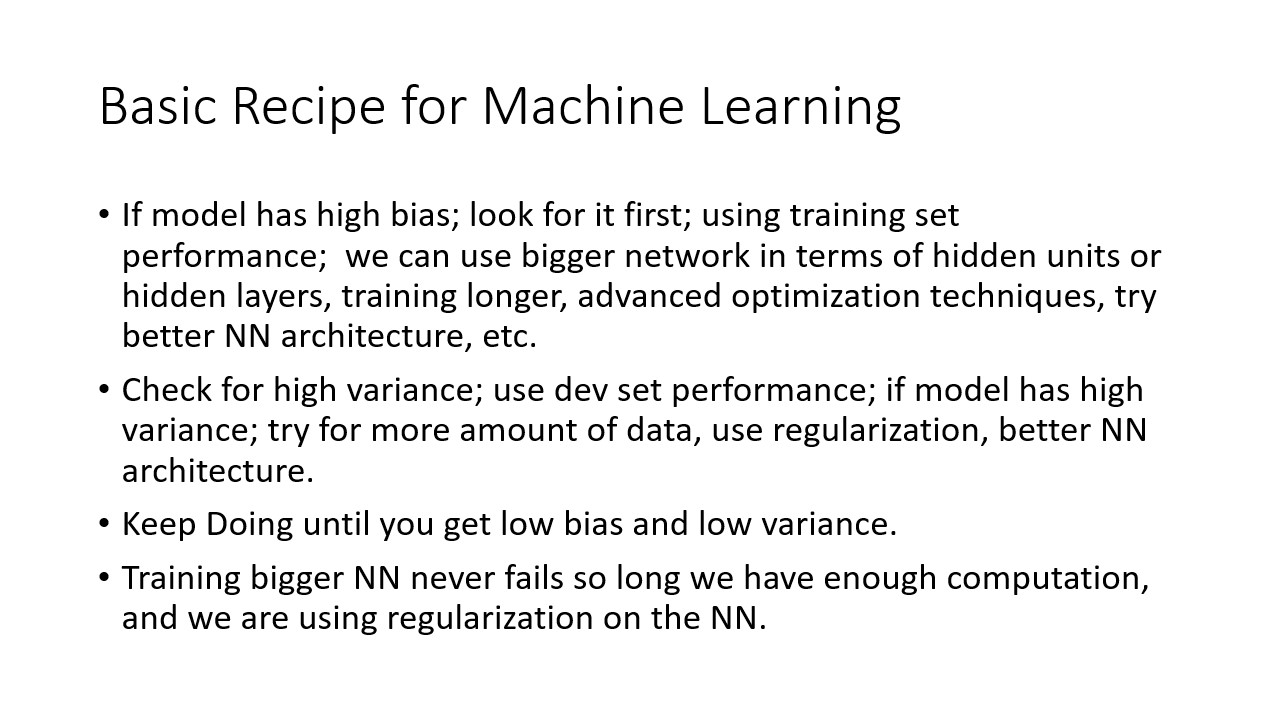 Basic Recipe for Machine Learning
• If model has high bias; look for it first; using training set
performance;  we can use bigger network in terms of hidden units or
hidden layers, training longer, advanced optimization techniques, try
better NN architecture, etc.
• Check for high variance; use dev set performance; if model has high
variance; try for more amount of data, use regularization, better NN
architecture.
• Keep Doing until you get low bias and low variance.
• Training bigger NN never fails so long we have enough computation,
and we are using regularization on the NN.